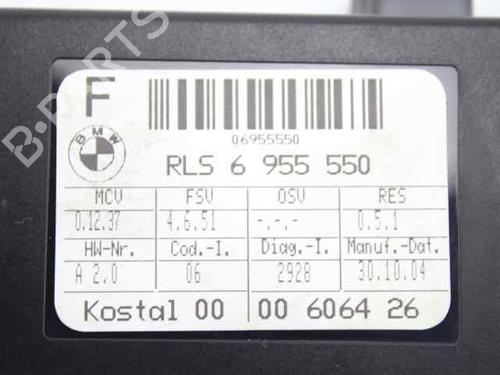 F
06955550
BMW
RLS 6 955 550
MCV FSV OSV RES
0.12.37 4.6.51 -.-.- 0.5.1
HW-Nr. Cod.-I. Diag.-I. Manuf.-Dat.
A 2.0 06 2928 30.10.04
Kostal 00 00 6064 26
B-PARTS